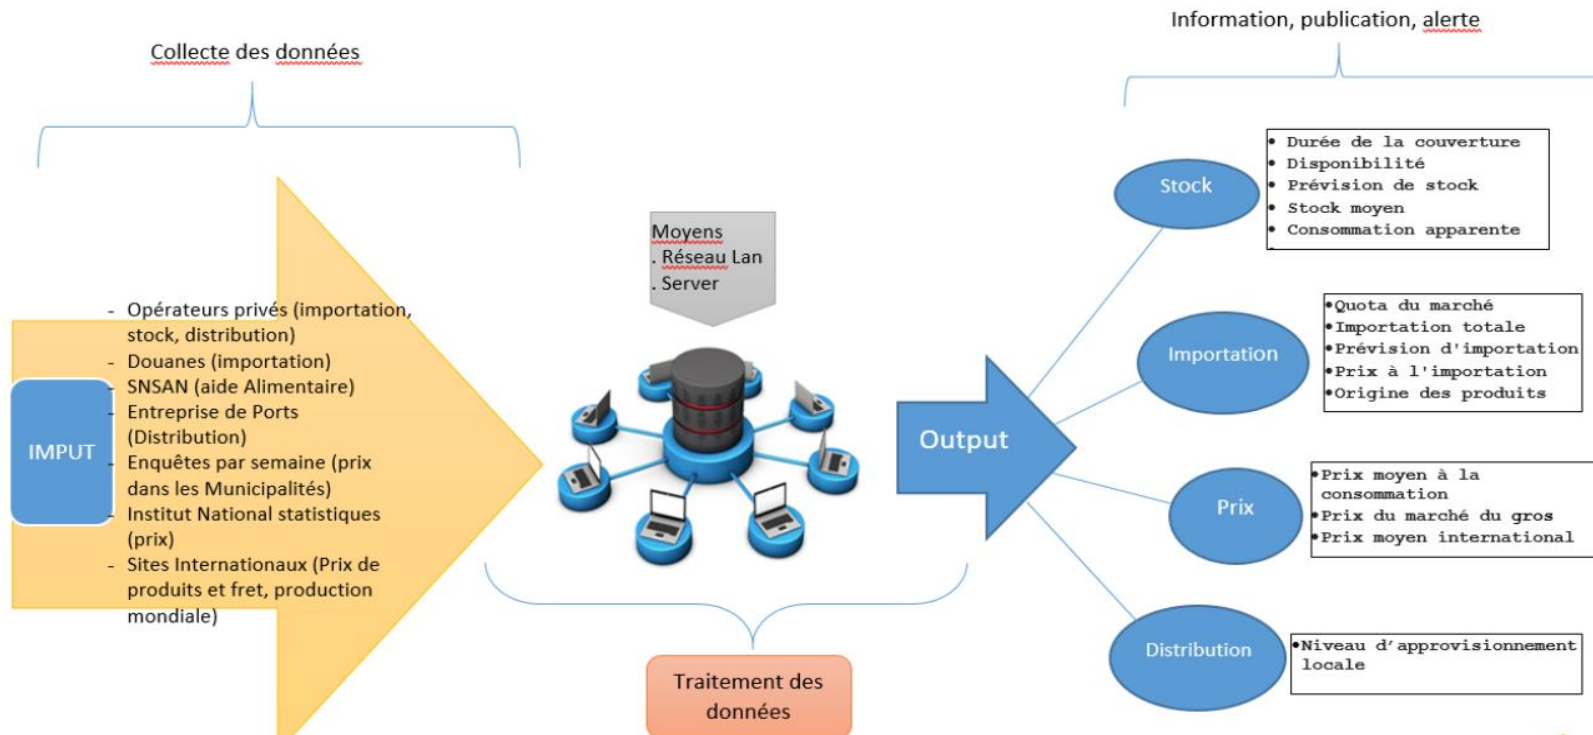 Collecte des données
IMPUT
- Opérateurs privés (importation,
stock, distribution)
- Douanes (importation)
- SNSAN (aide Alimentaire)
- Entreprise de Ports
(Distribution)
- Enquêtes par semaine (prix
dans les Municipalités)
- Institut National statistiques
(prix)
- Sites Internationaux (Prix de
produits et fret, production
mondiale)
Moyens
. Réseau Lan
. Server
Traitement des
données
Output
Information, publication, alerte
Stock
• Durée de la couverture
• Disponibilité
• Prévision de stock
• Stock moyen
• Consommation apparente
Importation
•Quota du marché
•Importation totale
•Prévision d'importation
•Prix à l'importation
•Origine des produits
Prix
•Prix moyen à la
consommation
•Prix du marché du gros
•Prix moyen international
Distribution
•Niveau d’approvisionnement
locale